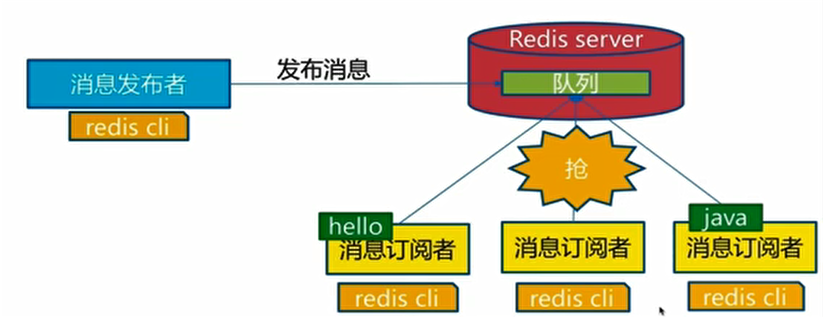 Redis server
消息发布者
发布消息
队列
redis cli
抢
hello
java
消息订阅者
消息订阅者
消息订阅者
redis cli
redis cli
redis cli